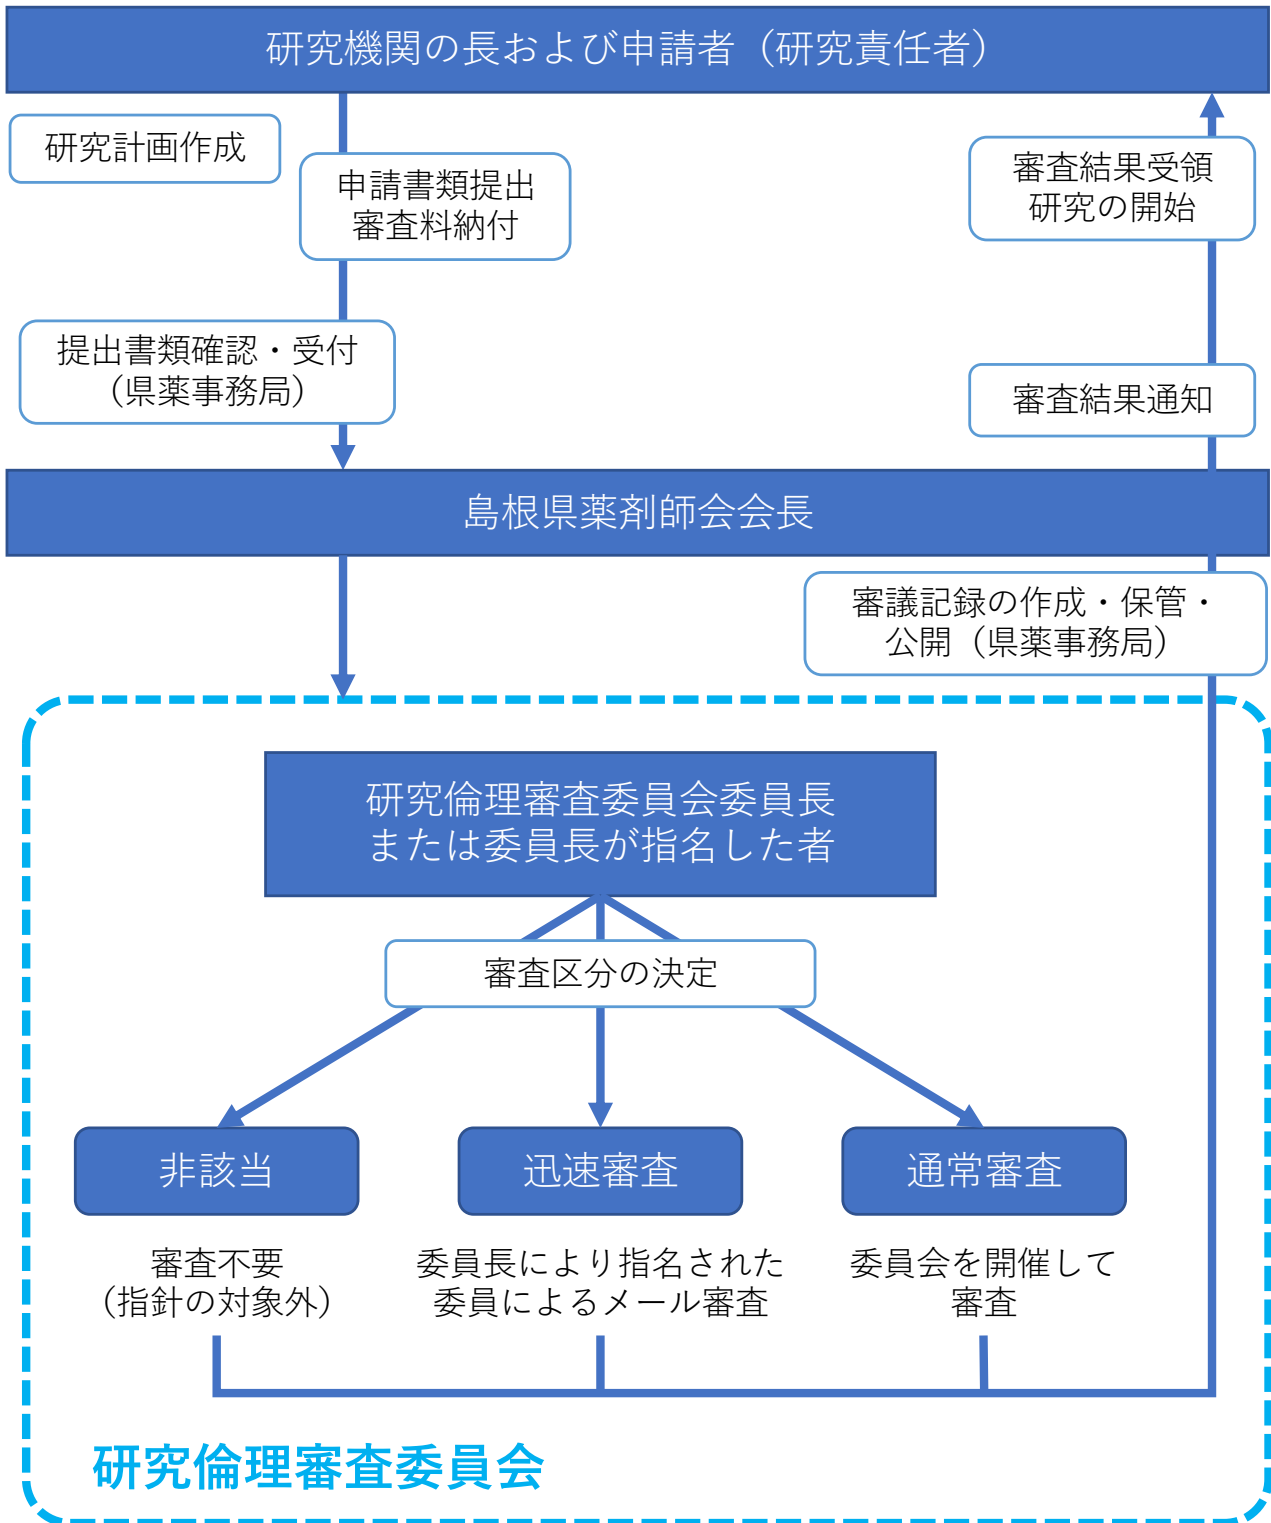 研究機関の長および申請者（研究責任者）
研究計画作成
申請書類提出
審査料納付
審査結果受領
研究の開始
提出書類確認・受付
（県薬事務局）
審査結果通知
島根県薬剤師会会長
審議記録の作成・保管・
公開（県薬事務局）
研究倫理審査委員会委員長
または委員長が指名した者
審査区分の決定
非該当
迅速審査
通常審査
審査不要
（指針の対象外）
委員長により指名された
委員によるメール審査
委員会を開催して
審査
研究倫理審査委員会